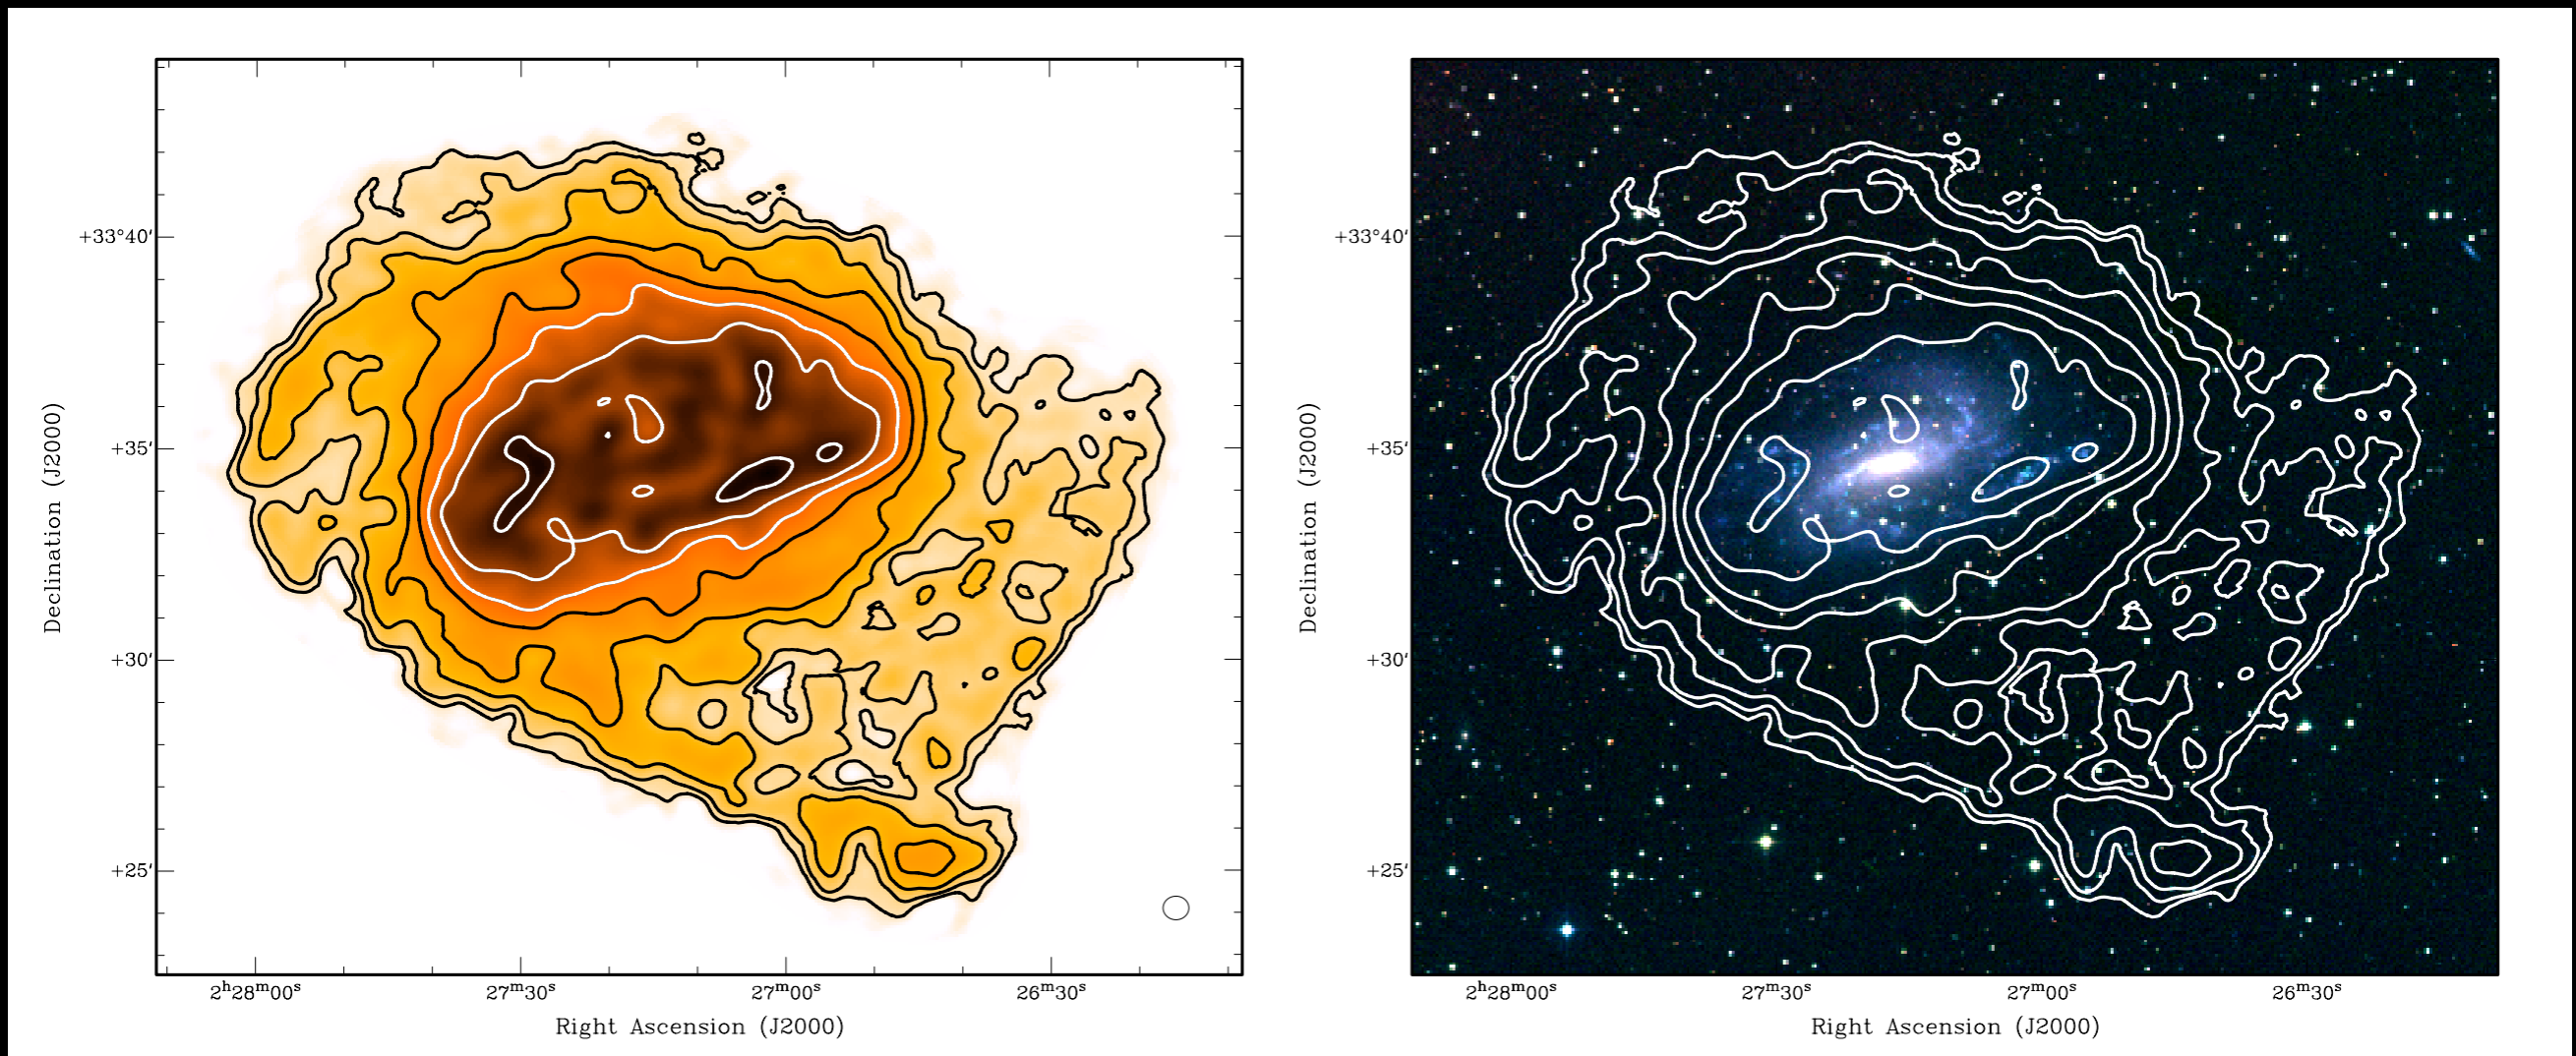 Declination (J2000)
+33°40′
+35′
+30′
+25′
2ʰ28ᵐ00ˢ
27ᵐ30ˢ
27ᵐ00ˢ
26ᵐ30ˢ
Right Ascension (J2000)
Declination (J2000)
+33°40′
+35′
+30′
+25′
2ʰ28ᵐ00ˢ
27ᵐ30ˢ
27ᵐ00ˢ
26ᵐ30ˢ
Right Ascension (J2000)